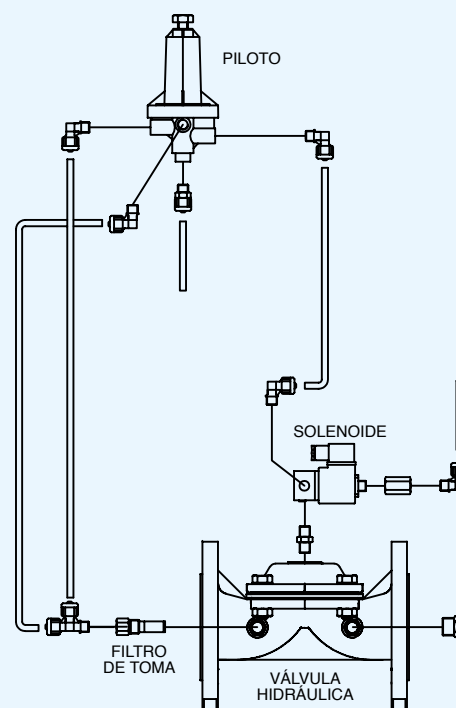 PILOTO
SOLENOIDE
FILTRO
DE TOMA
VÁLVULA
HIDRÁULICA